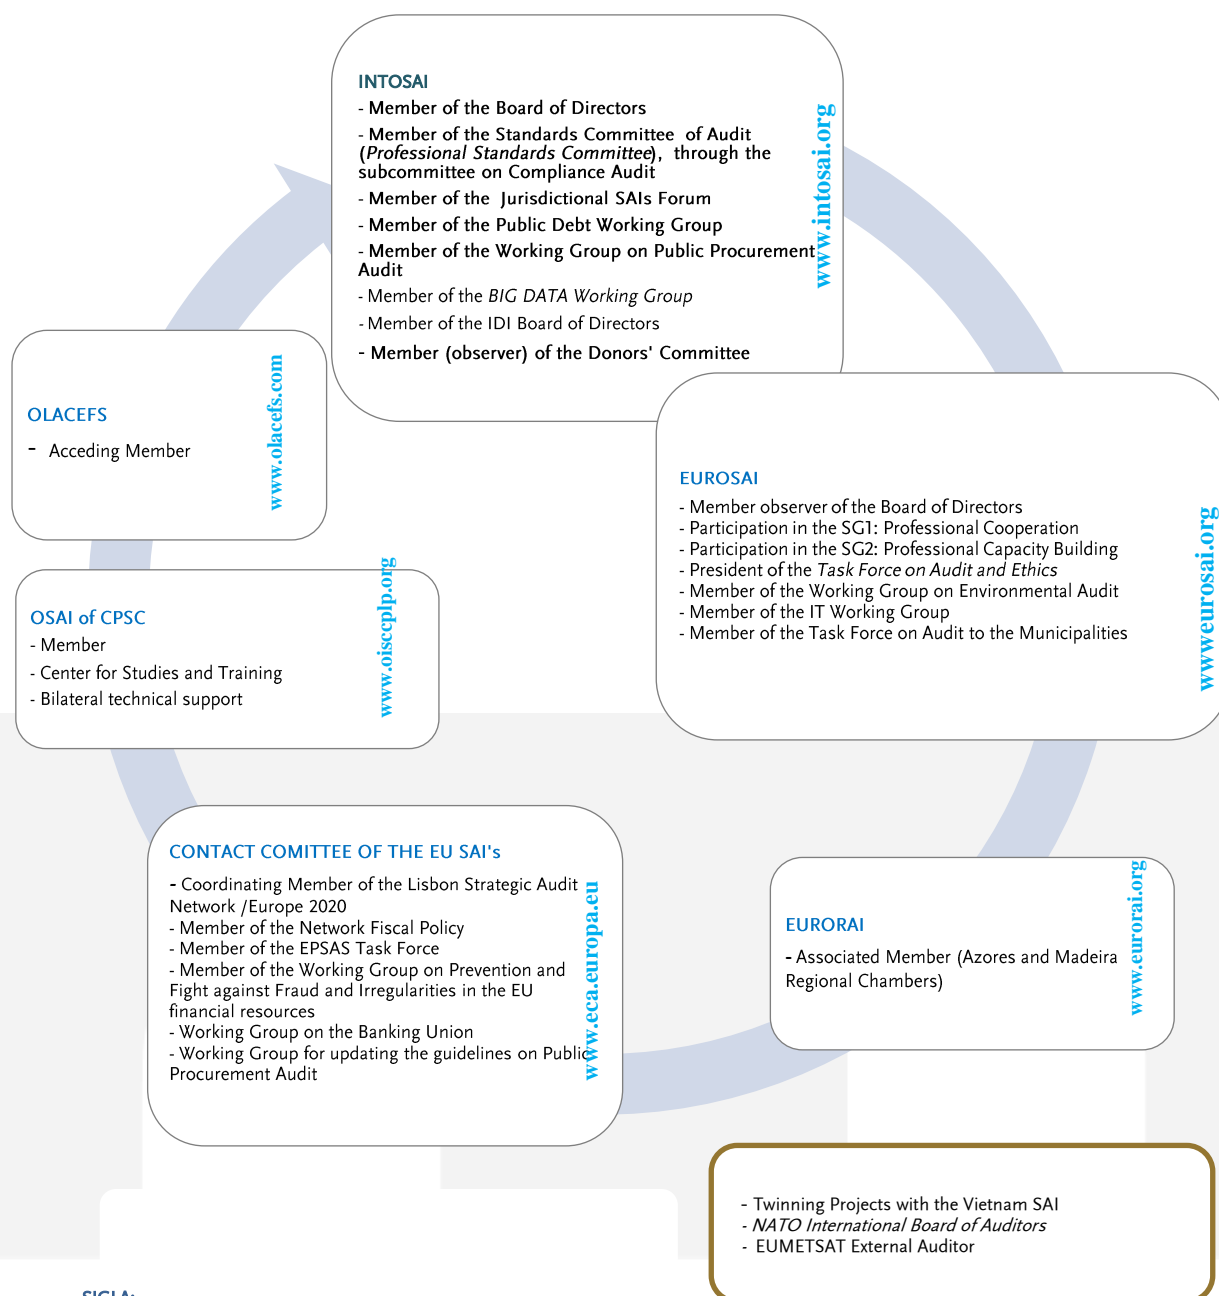 INTOSAI
- Member of the Board of Directors
- Member of the Standards Committee of Audit
(Professional Standards Committee), through the
subcommittee on Compliance Audit
- Member of the Jurisdictional SAIs Forum
- Member of the Public Debt Working Group
- Member of the Working Group on Public Procurement
Audit
- Member of the BIG DATA Working Group
- Member of the IDI Board of Directors
- Member (observer) of the Donors' Committee
www.intosai.org
OLACEFS
- Acceding Member
www.olacefs.com
EUROSAI
- Member observer of the Board of Directors
- Participation in the SG1: Professional Cooperation
- Participation in the SG2: Professional Capacity Building
- President of the Task Force on Audit and Ethics
- Member of the Working Group on Environmental Audit
- Member of the IT Working Group
- Member of the Task Force on Audit to the Municipalities
wwweurosai.org
OSAI of CPSC
- Member
- Center for Studies and Training
- Bilateral technical support
www.oisccplp.org
CONTACT COMITTEE OF THE EU SAI's
- Coordinating Member of the Lisbon Strategic Audit
Network /Europe 2020
- Member of the Network Fiscal Policy
- Member of the EPSAS Task Force
- Member of the Working Group on Prevention and
Fight against Fraud and Irregularities in the EU
financial resources
- Working Group on the Banking Union
- Working Group for updating the guidelines on Public
Procurement Audit
www.eca.europa.eu
EURORAI
- Associated Member (Azores and Madeira
Regional Chambers)
www.eurorai.org
- Twinning Projects with the Vietnam SAI
- NATO International Board of Auditors
- EUMETSAT External Auditor
SIGLA: